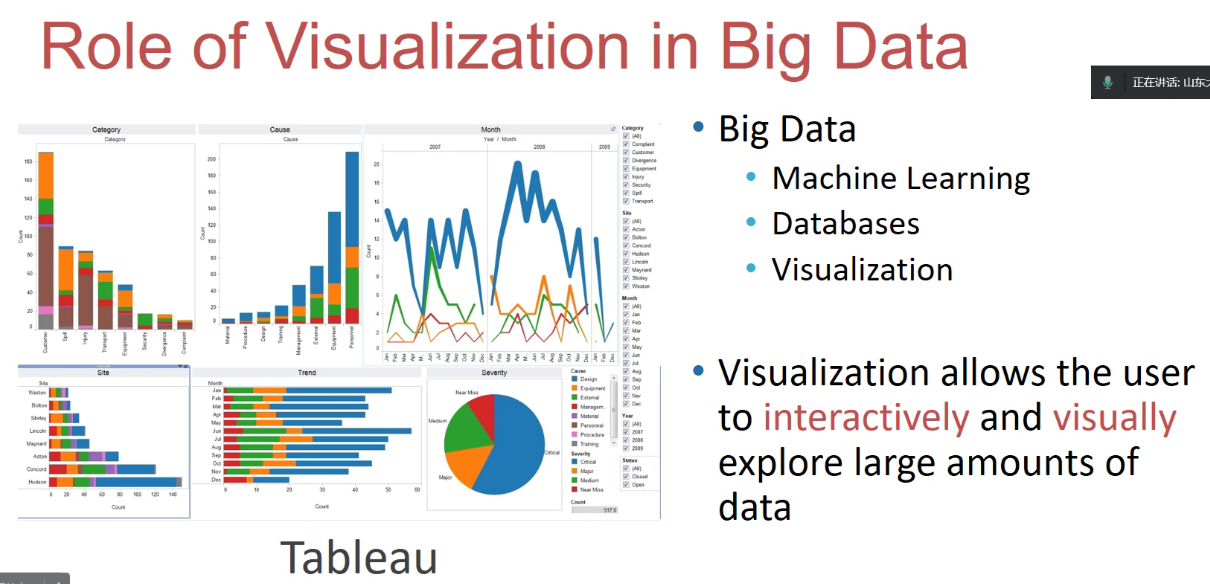 Role of Visualization in Big Data
正在讲话: 山东
Category
Category
Count
180
160
140
120
100
80
60
40
20
0
Customer
Spill
Injury
Transport
Equipment
Security
Divergence
Complaint
Cause
Cause
Count
200
180
160
140
120
100
80
60
40
20
0
Material
Procedure
Design
Training
Management
External
Equipment
Personnel
Month
Year / Month
2007 2008 2009
Count
20
18
16
14
12
10
8
6
4
2
0
Jan Feb Mar Apr M.. Jun Jul Aug Sep Oct Nov Dec Jan Feb Mar Apr May Jun Jul Aug Sep Oct Nov Dec Jan Feb Dec
Category
(All)
Complaint
Customer
Divergence
Equipment
Injury
Security
Spill
Transport
Site
(All)
Acton
Bolton
Concord
Hudson
Lincoln
Maynard
Shirley
Weston
Month
(All)
Jan
Feb
Mar
Apr
May
Jun
Jul
Aug
Sep
Oct
Nov
Dec
Year
(All)
2007
2008
2009
Status
(All)
Closed
Open
Site
Site
Weston
Bolton
Shirley
Lincoln
Maynard
Acton
Concord
Hudson
0 20 40 60 80 100 120 140
Count
Trend
Month
Jan
Feb
Mar
Apr
May
Jun
Jul
Aug
Sep
Oct
Nov
Dec
0 10 20 30 40 50 60
Count
Severity
Near Miss
Medium
Major
Critical
Cause
Design
Equipment
External
Managem..
Material
Personnel
Procedure
Training
Severity
Critical
Major
Medium
Near Miss
Count
517.0
Tableau
• Big Data
• Machine Learning
• Databases
• Visualization
• Visualization allows the user
to interactively and visually
explore large amounts of
data